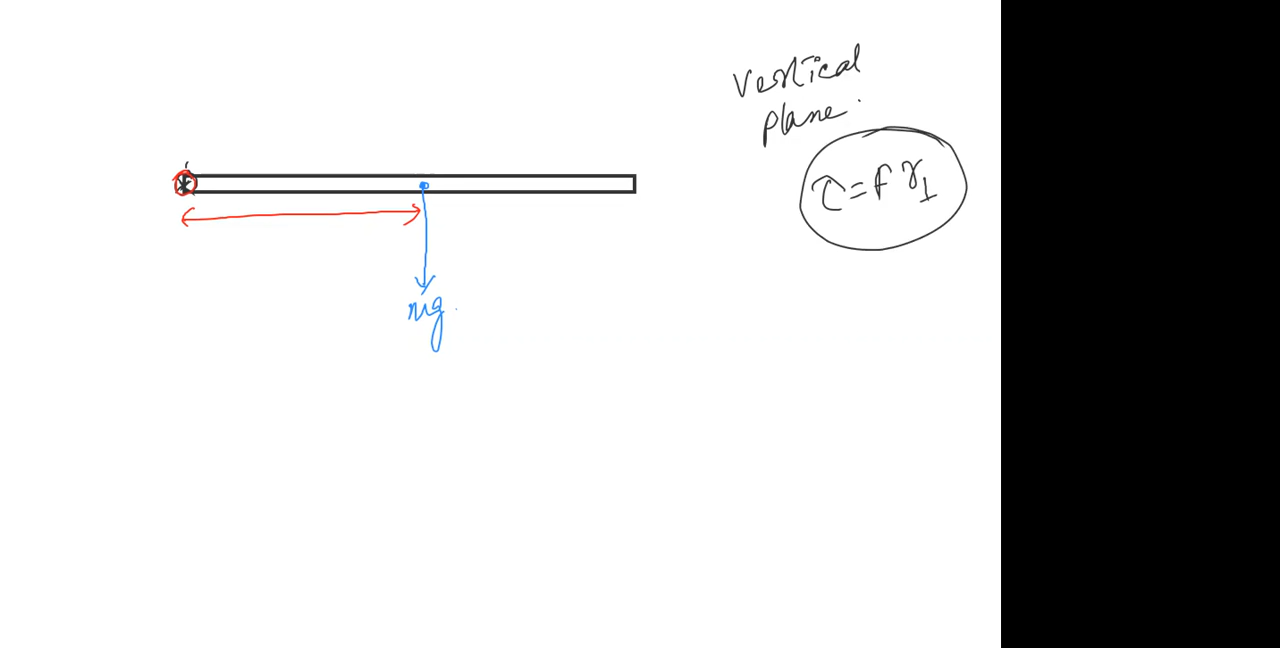 Vertical
plane.
τ = f r⊥
mg